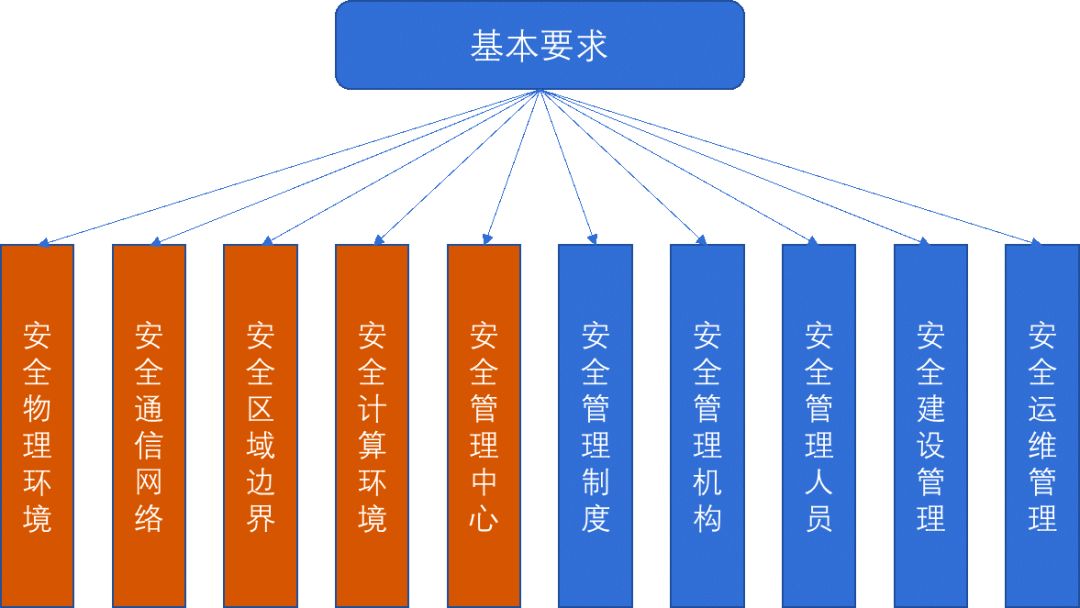 基本要求
安全物理环境
安全通信网络
安全区域边界
安全计算环境
安全管理中心
安全管理制度
安全管理机构
安全管理人员
安全建设管理
安全运维管理